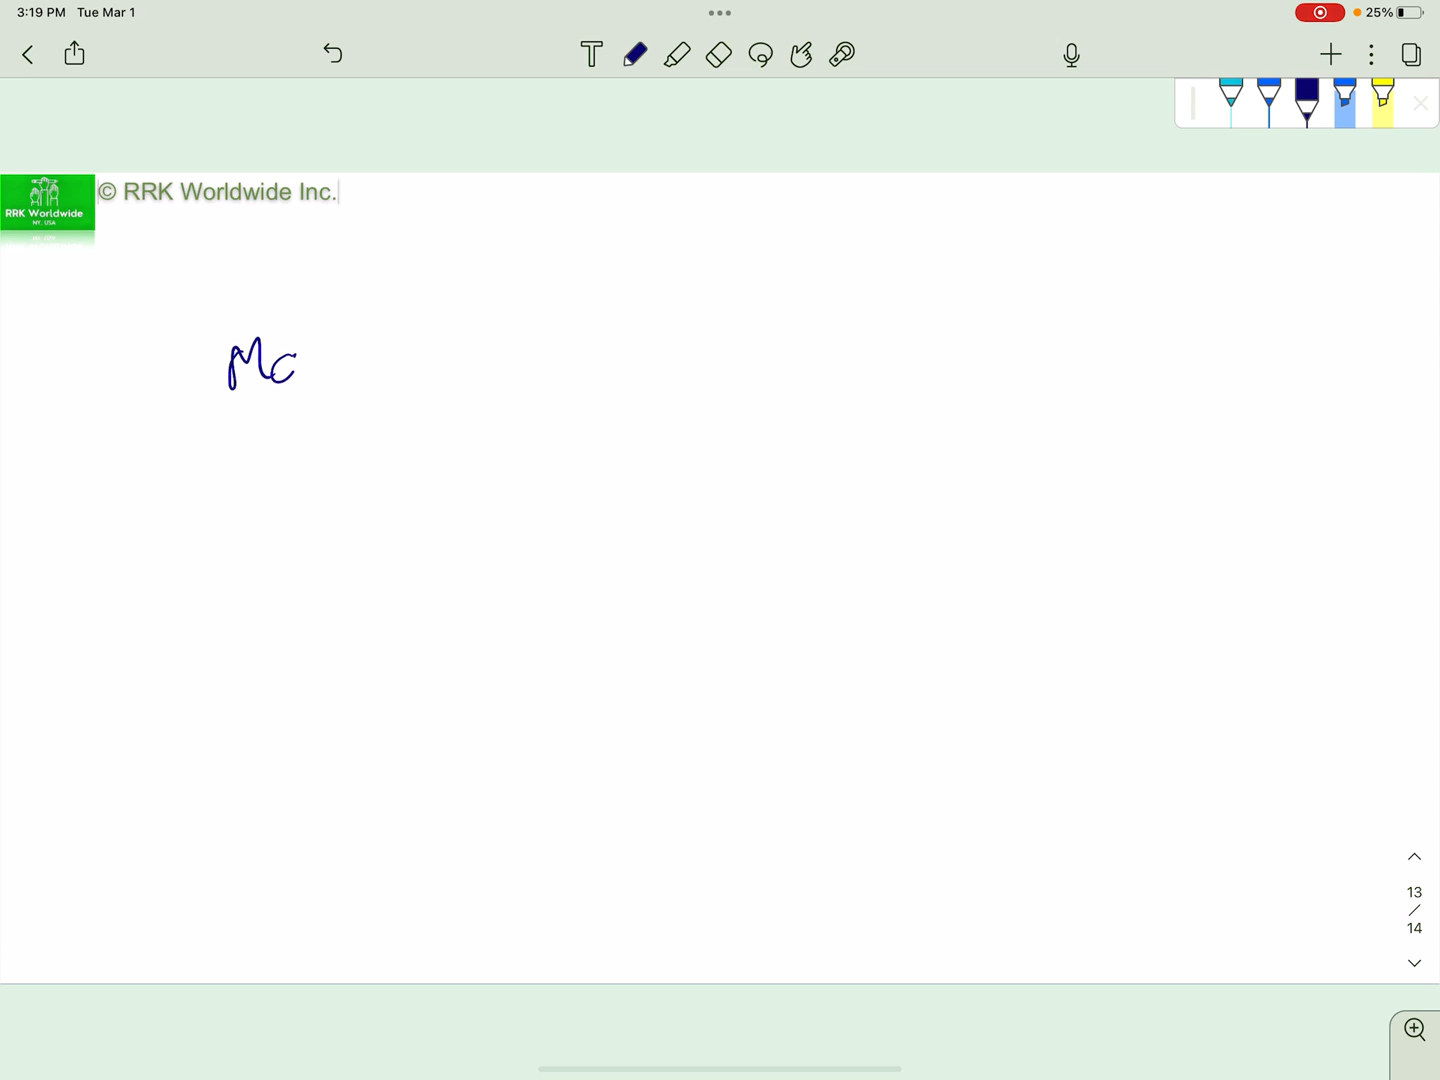 3:19 PM Tue Mar 1
25%
RRK Worldwide
NY, USA
© RRK Worldwide Inc.
Mc
13
14